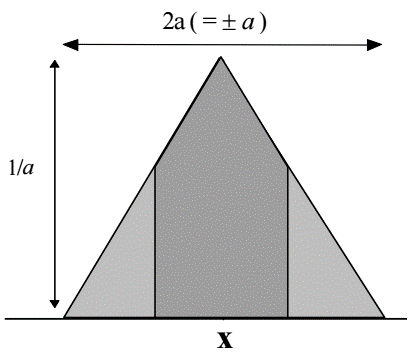 2a ( = ± a )
1/a
x